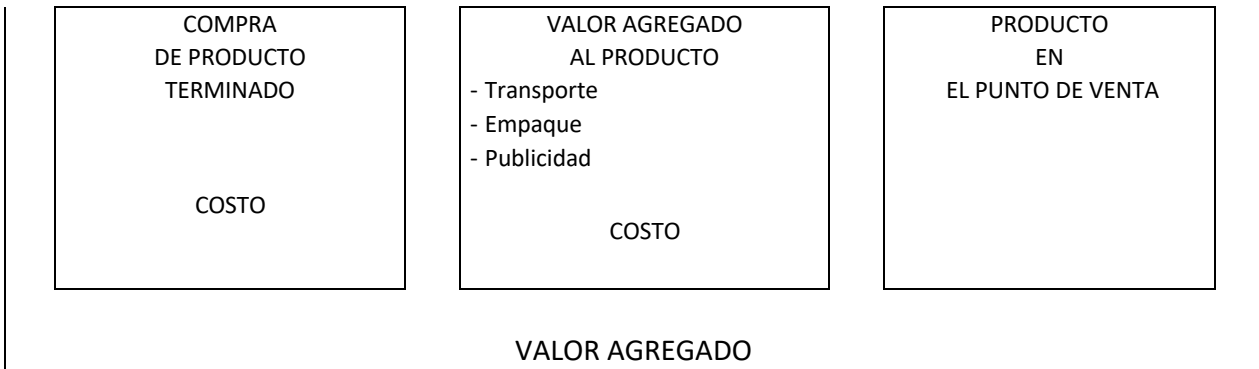 COMPRA
DE PRODUCTO
TERMINADO
COSTO
VALOR AGREGADO
AL PRODUCTO
- Transporte
- Empaque
- Publicidad
COSTO
PRODUCTO
EN
EL PUNTO DE VENTA
VALOR AGREGADO